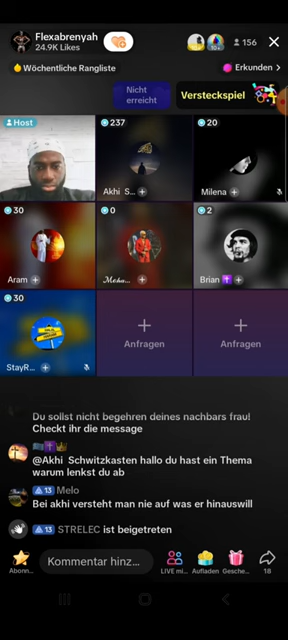 Flexabrenyah
24.9K Likes
156
Wöchentliche Rangliste
Erkunden >
Nicht
erreicht
Versteckspiel
Host
237
20
Akhi S...
Milena
30
0
2
Aram
Brian
30
StayR...
Anfragen
Anfragen
Du sollst nicht begehren deines nachbars frau!
Checkt ihr die message
@Akhi Schwitzkasten hallo du hast ein Thema
warum lenkst du ab
13 Melo
Bei akhi versteht man nie auf was er hinauswill
13 STRELEC ist beigetreten
Kommentar hinz...
Abonn...
LIVE mi...
Aufladen
Gesche...
18